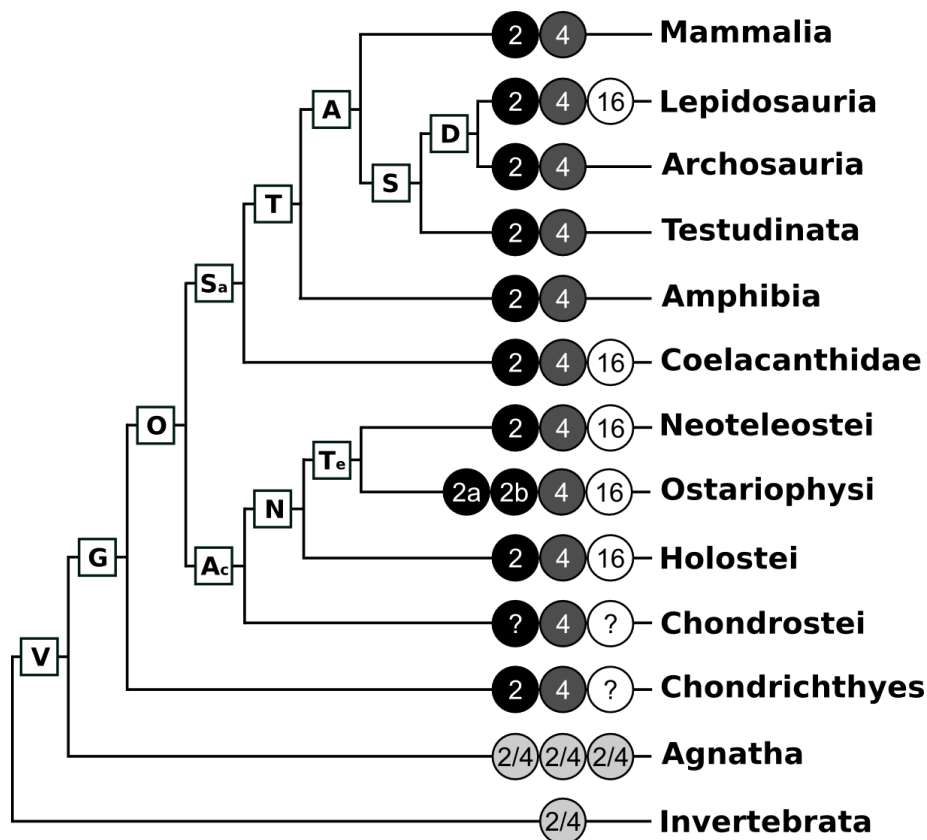 2 4 Mammalia
A
2 4 16 Lepidosauria
D
2 4 Archosauria
S
T
2 4 Testudinata
Sa
2 4 Amphibia
2 4 16 Coelacanthidae
O
2 4 16 Neoteleostei
Te
2a 2b 4 16 Ostariophysi
N
G
Ac
2 4 16 Holostei
? 4 ? Chondrostei
V
2 4 ? Chondrichthyes
2/4 2/4 2/4 Agnatha
2/4 Invertebrata